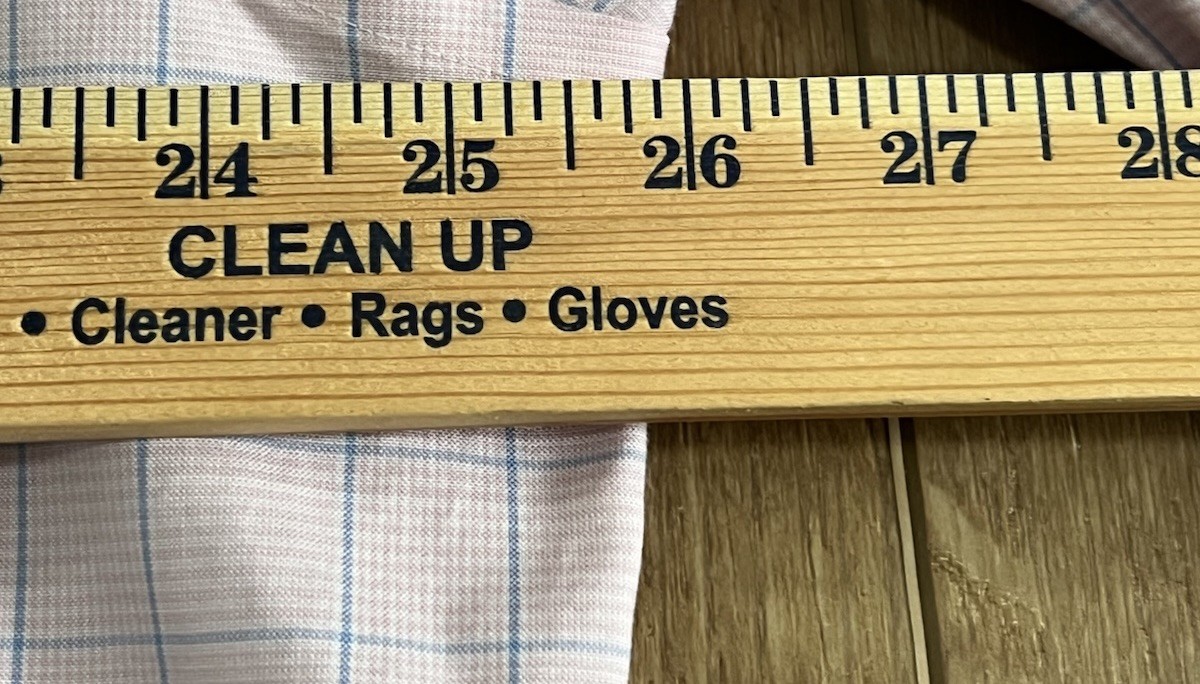 24 25 26 27 28
CLEAN UP
• Cleaner • Rags • Gloves